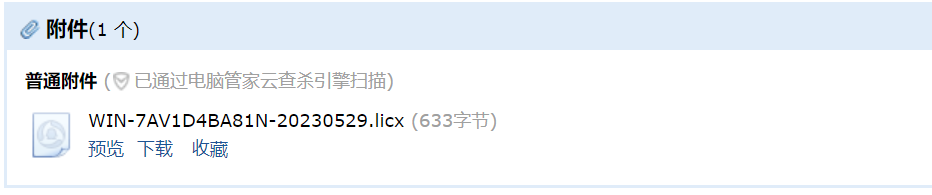 附件(1 个)
普通附件 (已通过电脑管家云查杀引擎扫描)
WIN-7AV1D4BA81N-20230529.licx (633字节)
预览 下载 收藏